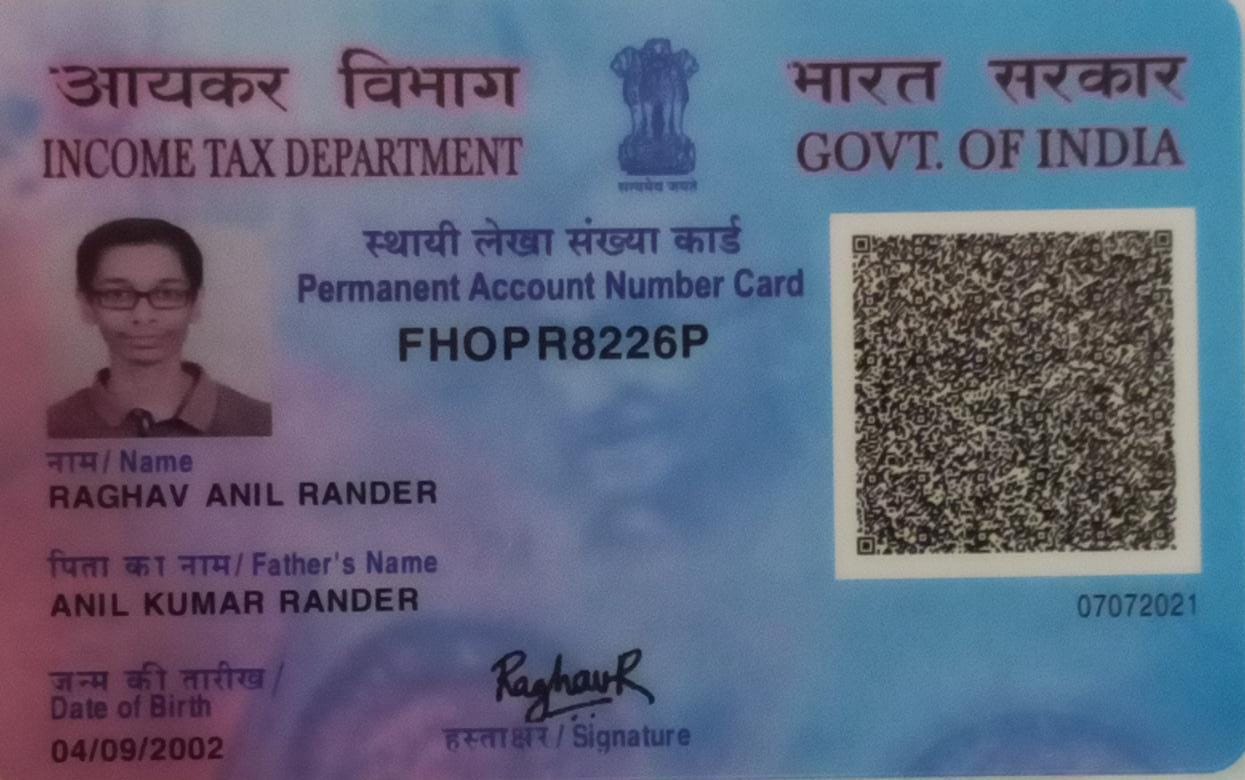 आयकर विभाग
INCOME TAX DEPARTMENT
सत्यमेव जयते
भारत सरकार
GOVT. OF INDIA
स्थायी लेखा संख्या कार्ड
Permanent Account Number Card
FHOPR8226P
नाम / Name
RAGHAV ANIL RANDER
पिता का नाम / Father's Name
ANIL KUMAR RANDER
जन्म की तारीख /
Date of Birth
04/09/2002
RaghavR
हस्ताक्षर / Signature
07072021